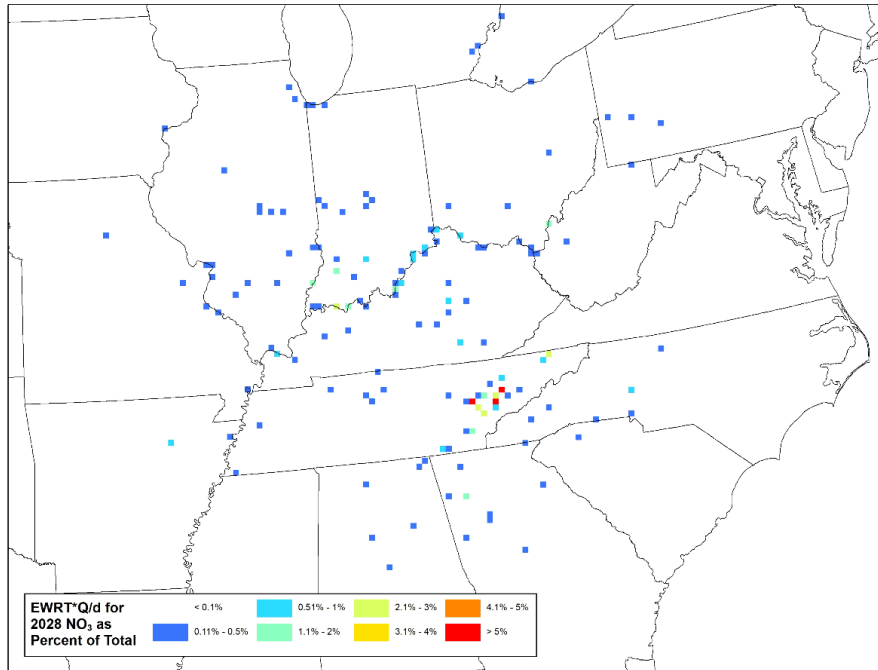 EWRT*Q/d for
2028 NO₃ as
Percent of Total
< 0.1%
0.11% - 0.5%
0.51% - 1%
1.1% - 2%
2.1% - 3%
3.1% - 4%
4.1% - 5%
> 5%